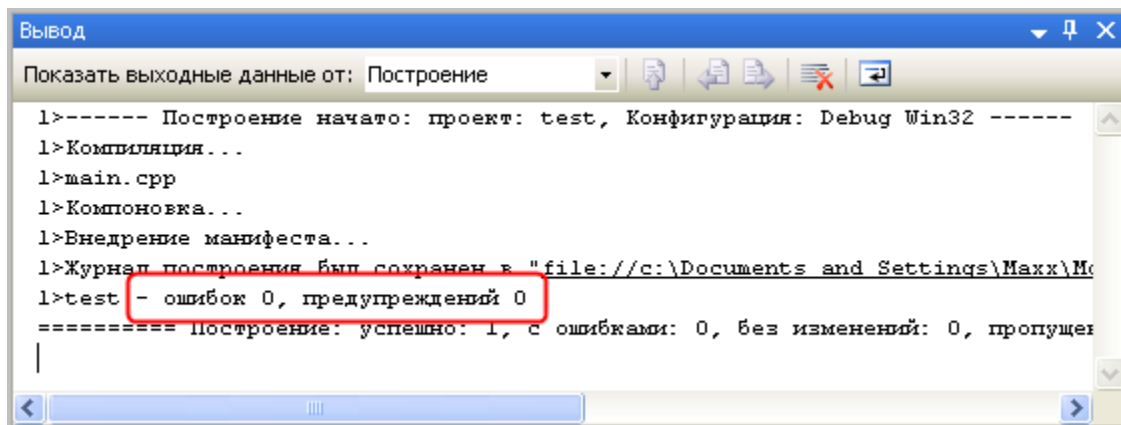 Вывод
Показать выходные данные от: Построение
1>------ Построение начато: проект: test, Конфигурация: Debug Win32 ------
1>Компиляция...
1>main.cpp
1>Компоновка...
1>Внедрение манифеста...
1>Журнал построения был сохранен в "file://c:\Documents and Settings\Maxx\Мо
1>test - ошибок 0, предупреждений 0
========== Построение: успешно: 1, с ошибками: 0, без изменений: 0, пропущен